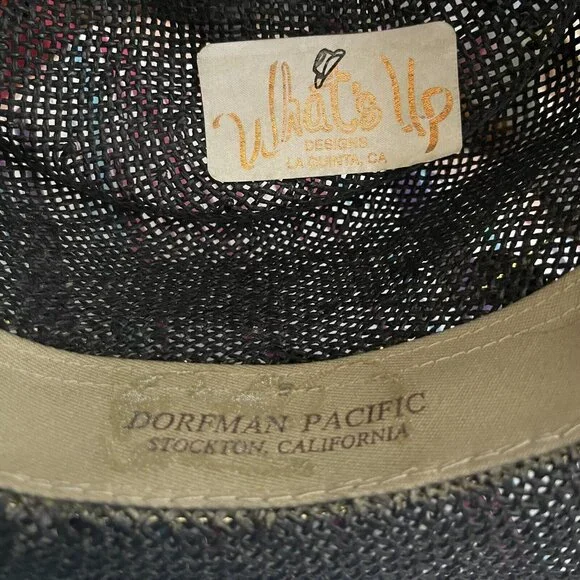 What's Up
DESIGNS
LA QUINTA, CA
DORFMAN PACIFIC
STOCKTON, CALIFORNIA